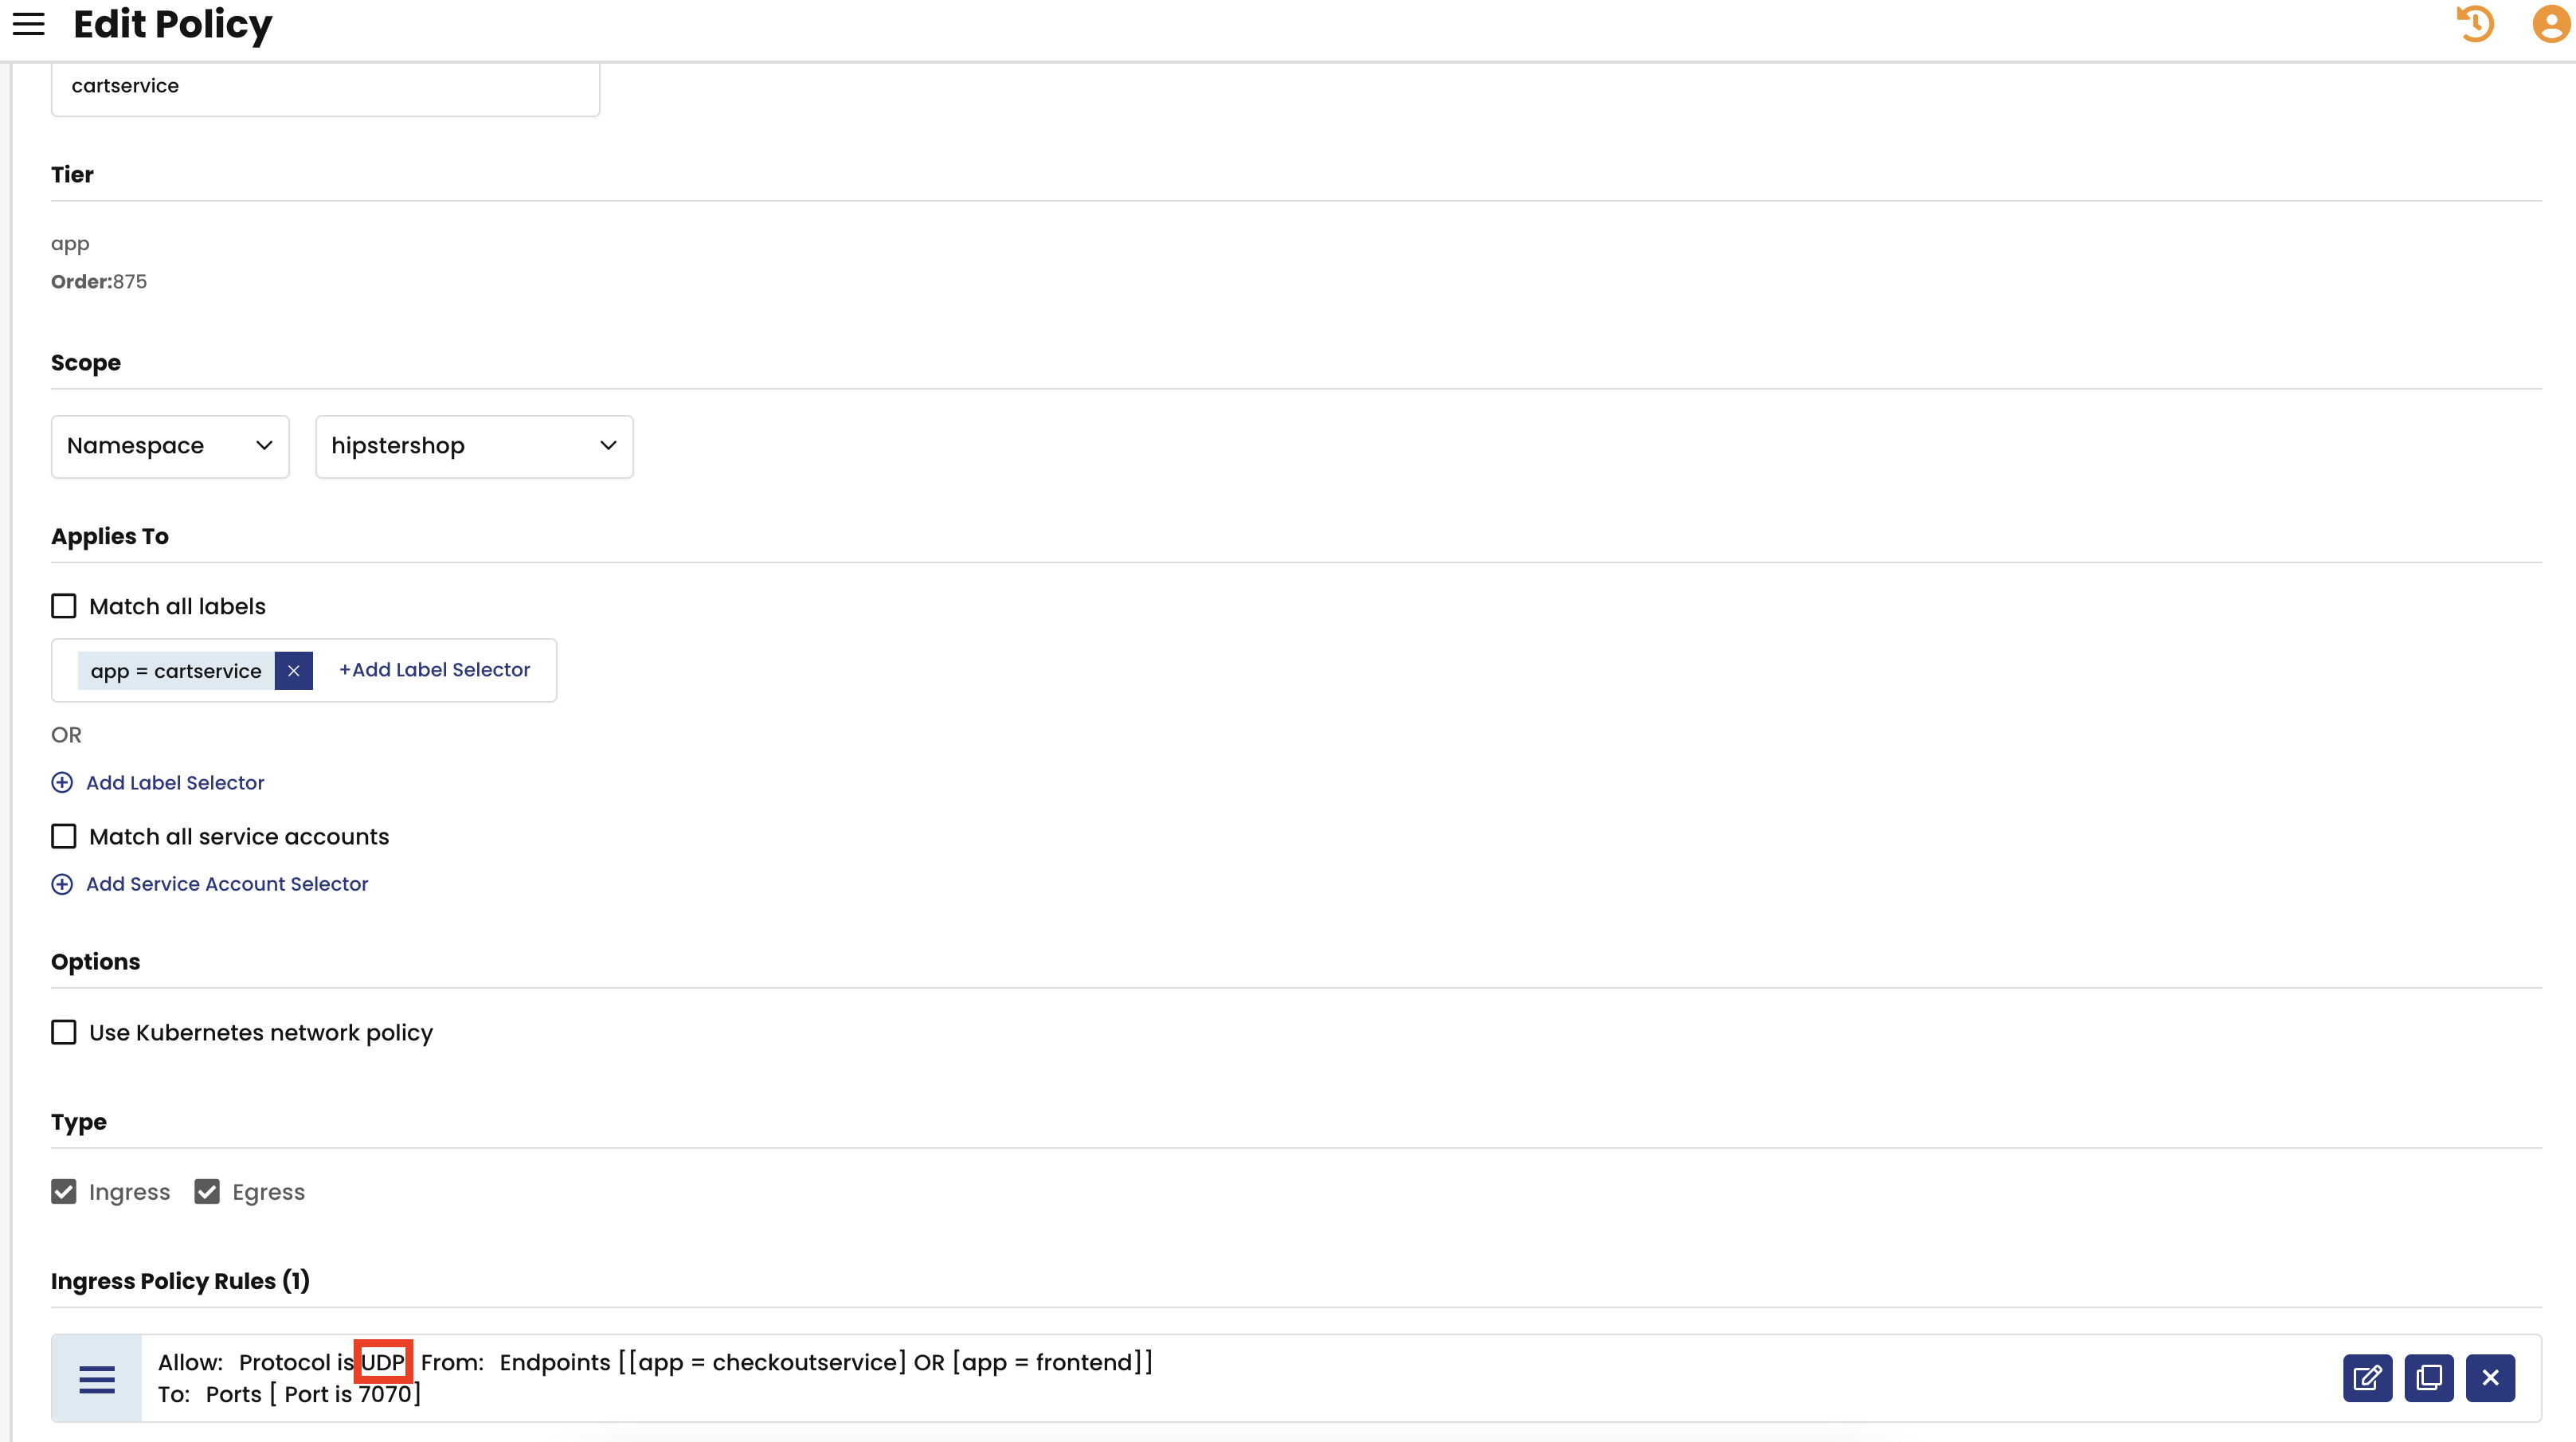 Edit Policy
cartservice
Tier
app
Order:875
Scope
Namespace hipstershop
Applies To
Match all labels
app = cartservice +Add Label Selector
OR
Add Label Selector
Match all service accounts
Add Service Account Selector
Options
Use Kubernetes network policy
Type
Ingress Egress
Ingress Policy Rules (1)
Allow: Protocol is UDP From: Endpoints [[app = checkoutservice] OR [app = frontend]]
To: Ports [ Port is 7070]